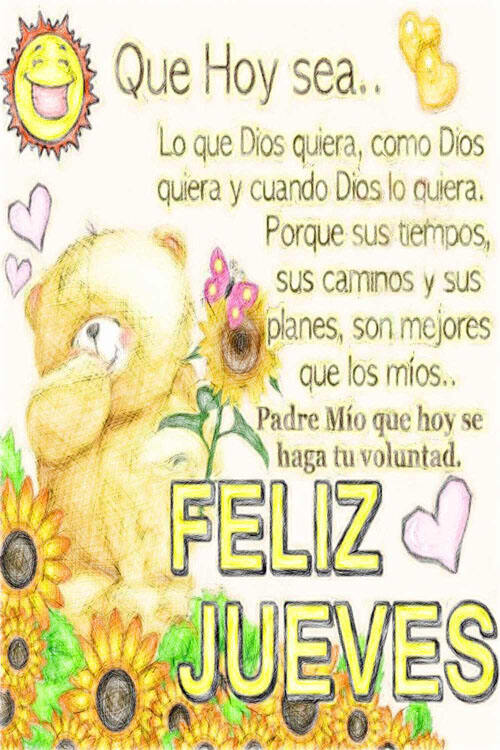 Que Hoy sea..
Lo que Dios quiera, como Dios
quiera y cuando Dios lo quiera.
Porque sus tiempos,
sus caminos y sus
planes, son mejores
que los míos..
Padre Mío que hoy se
haga tu voluntad.
FELIZ
JUEVES